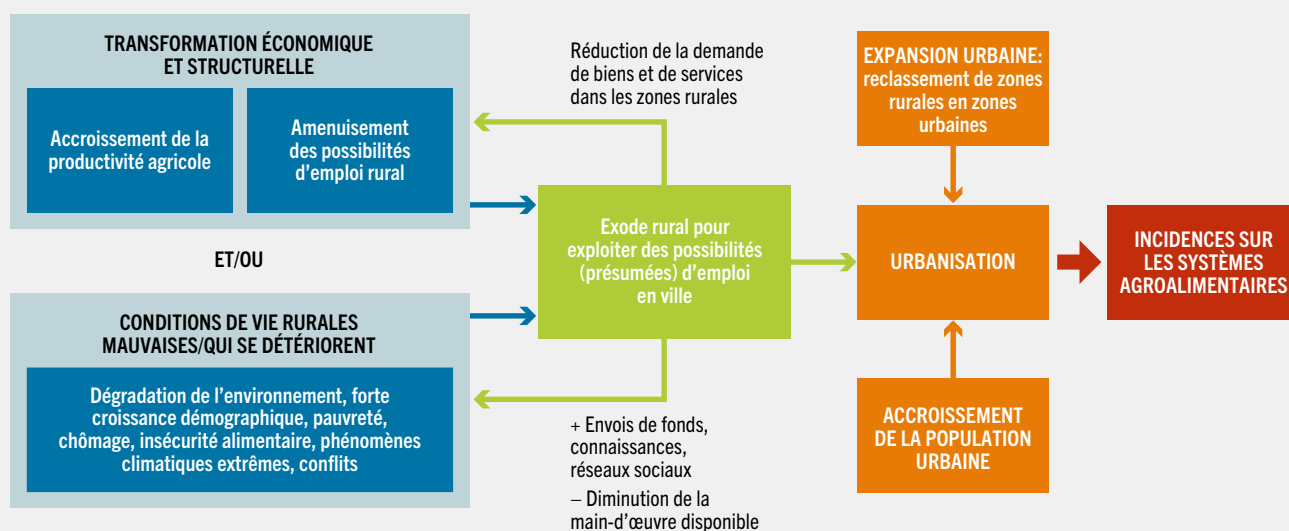 TRANSFORMATION ÉCONOMIQUE
ET STRUCTURELLE
Accroissement de la
productivité agricole
Amenuisement
des possibilités
d’emploi rural
ET/OU
CONDITIONS DE VIE RURALES
MAUVAISES/QUI SE DÉTÉRIORENT
Dégradation de l’environnement, forte
croissance démographique, pauvreté,
chômage, insécurité alimentaire, phénomènes
climatiques extrêmes, conflits
Réduction de la demande
de biens et de services
dans les zones rurales
Exode rural pour
exploiter des possibilités
(présumées) d’emploi
en ville
+ Envois de fonds,
connaissances,
réseaux sociaux
– Diminution de la
main-d’œuvre disponible
EXPANSION URBAINE:
reclassement de zones
rurales en zones
urbaines
URBANISATION
ACCROISSEMENT
DE LA POPULATION
URBAINE
INCIDENCES SUR
LES SYSTÈMES
AGROALIMENTAIRES